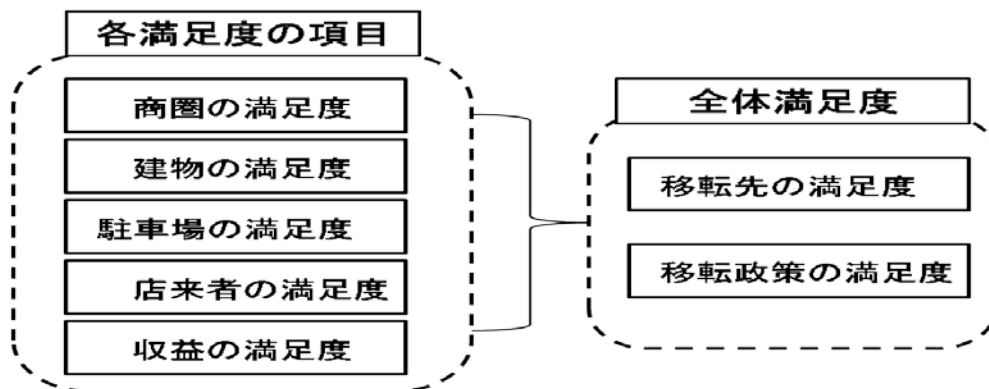 各満足度の項目
商圏の満足度
建物の満足度
駐車場の満足度
店来者の満足度
収益の満足度
全体満足度
移転先の満足度
移転政策の満足度